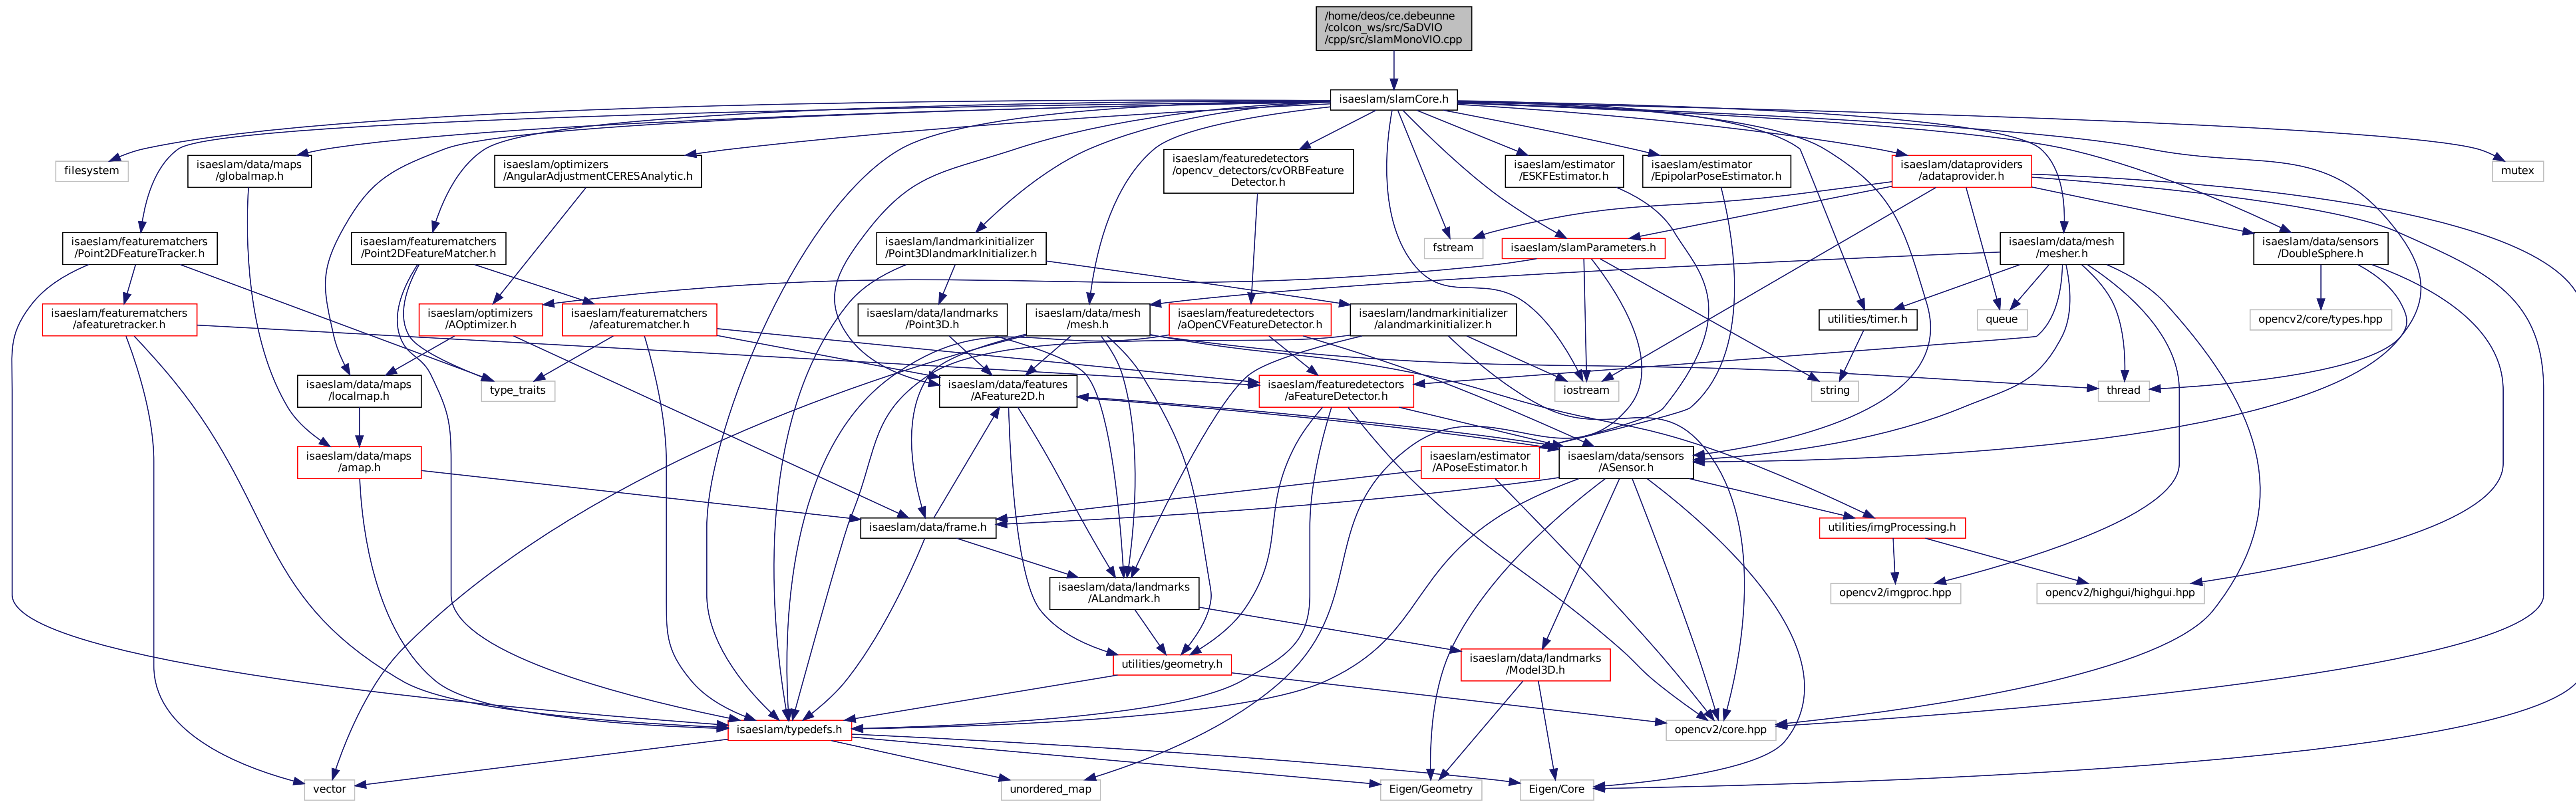 /home/deos/ce.debeunne
/colcon_ws/src/SaDVIO
/cpp/src/slamMonoVIO.cpp
isaeslam/slamCore.h
filesystem
isaeslam/data/maps
/globalmap.h
isaeslam/optimizers
/AngularAdjustmentCERESAnalytic.h
isaeslam/featuredetectors
/opencv_detectors/cvORBFeature
Detector.h
isaeslam/estimator
/ESKFEstimator.h
isaeslam/estimator
/EpipolarPoseEstimator.h
isaeslam/dataproviders
/adataprovider.h
mutex
isaeslam/featurematchers
/Point2DFeatureTracker.h
isaeslam/featurematchers
/Point2DFeatureMatcher.h
isaeslam/landmarkinitializer
/Point3DlandmarkInitializer.h
fstream
isaeslam/slamParameters.h
isaeslam/data/mesh
/mesher.h
isaeslam/data/sensors
/DoubleSphere.h
isaeslam/featurematchers
/afeaturetracker.h
isaeslam/optimizers
/AOptimizer.h
isaeslam/featurematchers
/afeaturematcher.h
isaeslam/data/landmarks
/Point3D.h
isaeslam/data/mesh
/mesh.h
isaeslam/featuredetectors
/aOpenCVFeatureDetector.h
isaeslam/landmarkinitializer
/alandmarkinitializer.h
utilities/timer.h
queue
opencv2/core/types.hpp
isaeslam/data/maps
/localmap.h
type_traits
isaeslam/data/features
/AFeature2D.h
isaeslam/featuredetectors
/aFeatureDetector.h
iostream
string
thread
isaeslam/data/maps
/amap.h
isaeslam/estimator
/APoseEstimator.h
isaeslam/data/sensors
/ASensor.h
isaeslam/data/frame.h
utilities/imgProcessing.h
isaeslam/data/landmarks
/ALandmark.h
opencv2/imgproc.hpp
opencv2/highgui/highgui.hpp
utilities/geometry.h
isaeslam/data/landmarks
/Model3D.h
isaeslam/typedefs.h
opencv2/core.hpp
vector
unordered_map
Eigen/Geometry
Eigen/Core